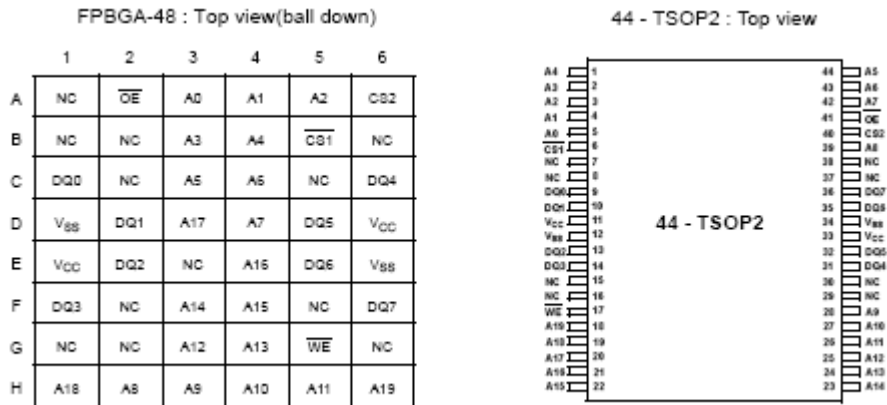 FPBGA-48 : Top view(ball down)
1 2 3 4 5 6
A NC OE A0 A1 A2 CS2
B NC NC A3 A4 CS1 NC
C DQ0 NC A5 A6 NC DQ4
D VSS DQ1 A17 A7 DQ5 VCC
E VCC DQ2 NC A16 DQ6 VSS
F DQ3 NC A14 A15 NC DQ7
G NC NC A12 A13 WE NC
H A18 A8 A9 A10 A11 A19
44 - TSOP2 : Top view
A4 1 44 A5
A3 2 43 A6
A2 3 42 A7
A1 4 41 OE
A0 5 40 CS2
CS1 6 39 A8
NC 7 38 NC
NC 8 37 NC
DQ0 9 36 DQ7
DQ1 10 35 DQ6
VCC 11 34 VSS
VSS 12 33 VCC
DQ2 13 32 DQ5
DQ3 14 31 DQ4
NC 15 30 NC
NC 16 29 NC
WE 17 28 A9
A19 18 27 A10
A18 19 26 A11
A17 20 25 A12
A16 21 24 A13
A15 22 23 A14
44 - TSOP2